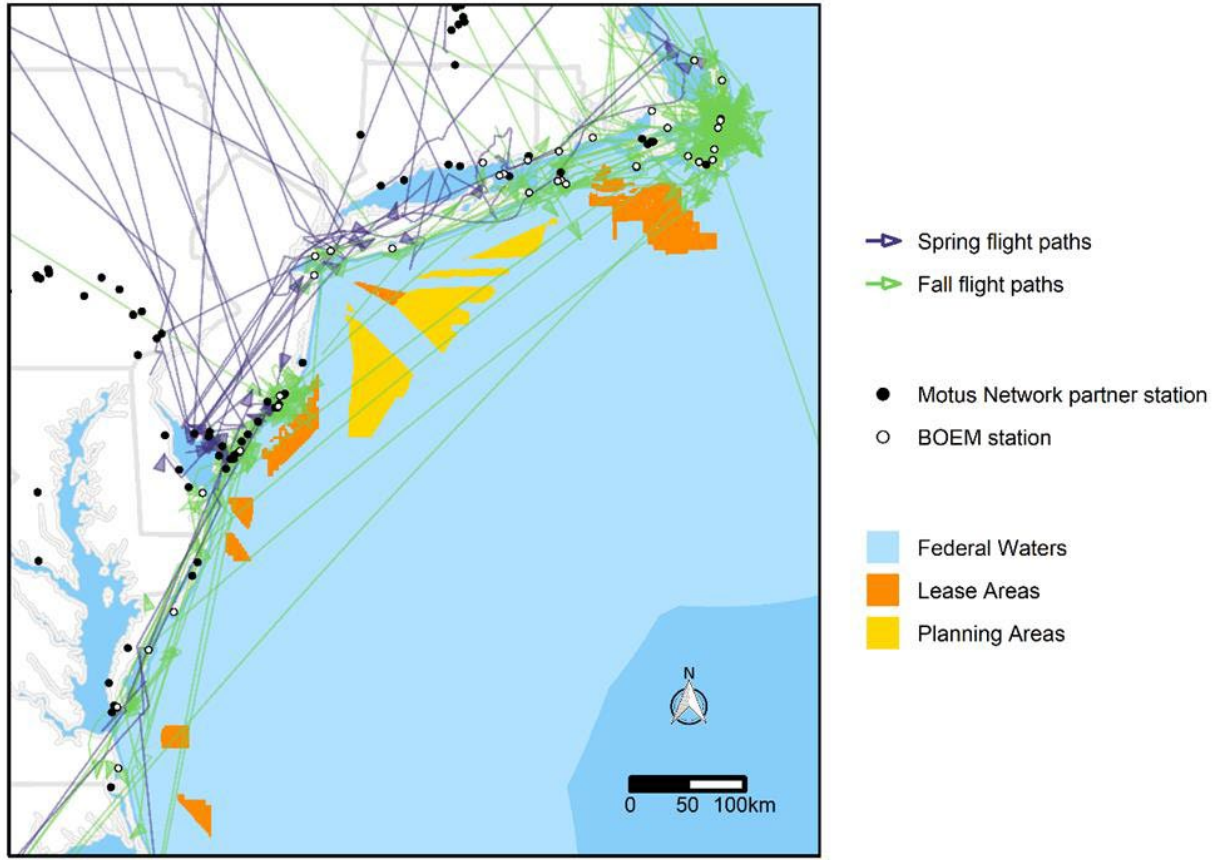 Spring flight paths
Fall flight paths
Motus Network partner station
BOEM station
Federal Waters
Lease Areas
Planning Areas
N
0 50 100km